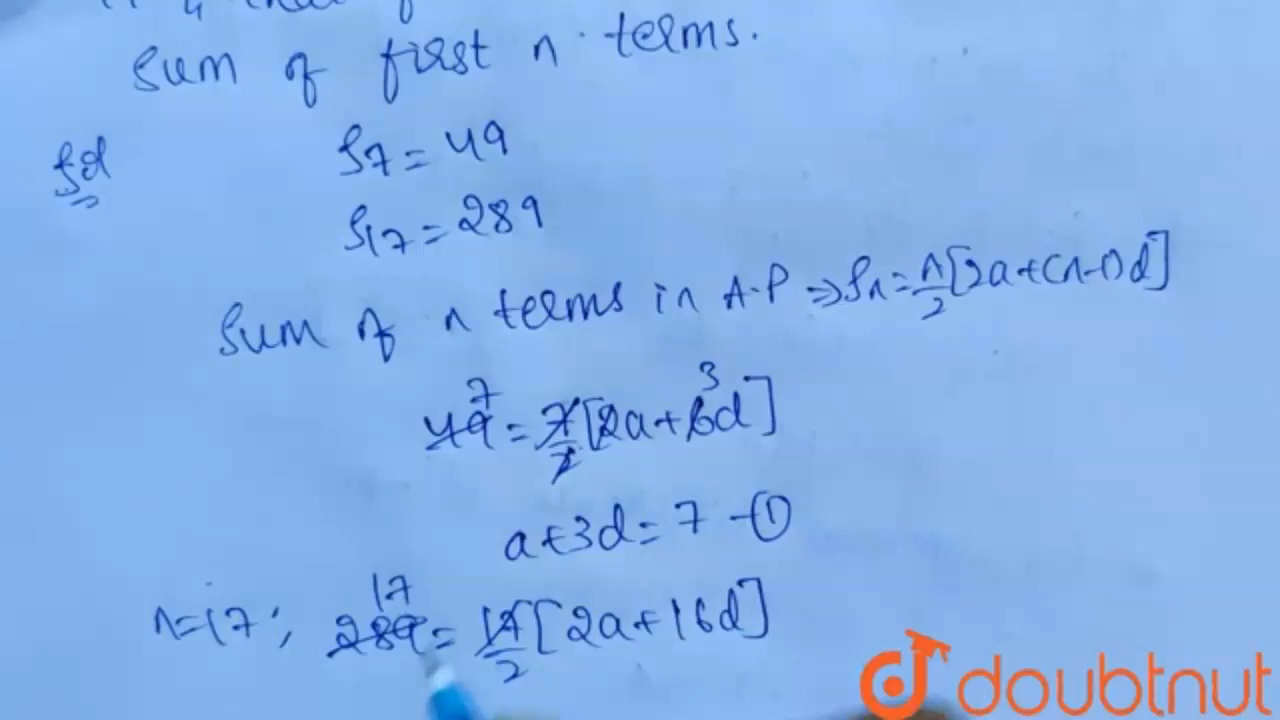 Sum of first n terms.
Sol
S7 = 49
S17 = 289
Sum of n terms in A.P ⇒ Sn = n/2 [2a+(n-1)d]
49 7 = 7/2 [2a+6d] 3
a+3d = 7 -①
n=17; 289 17 = 17/2 [2a+16d]
doubtnut